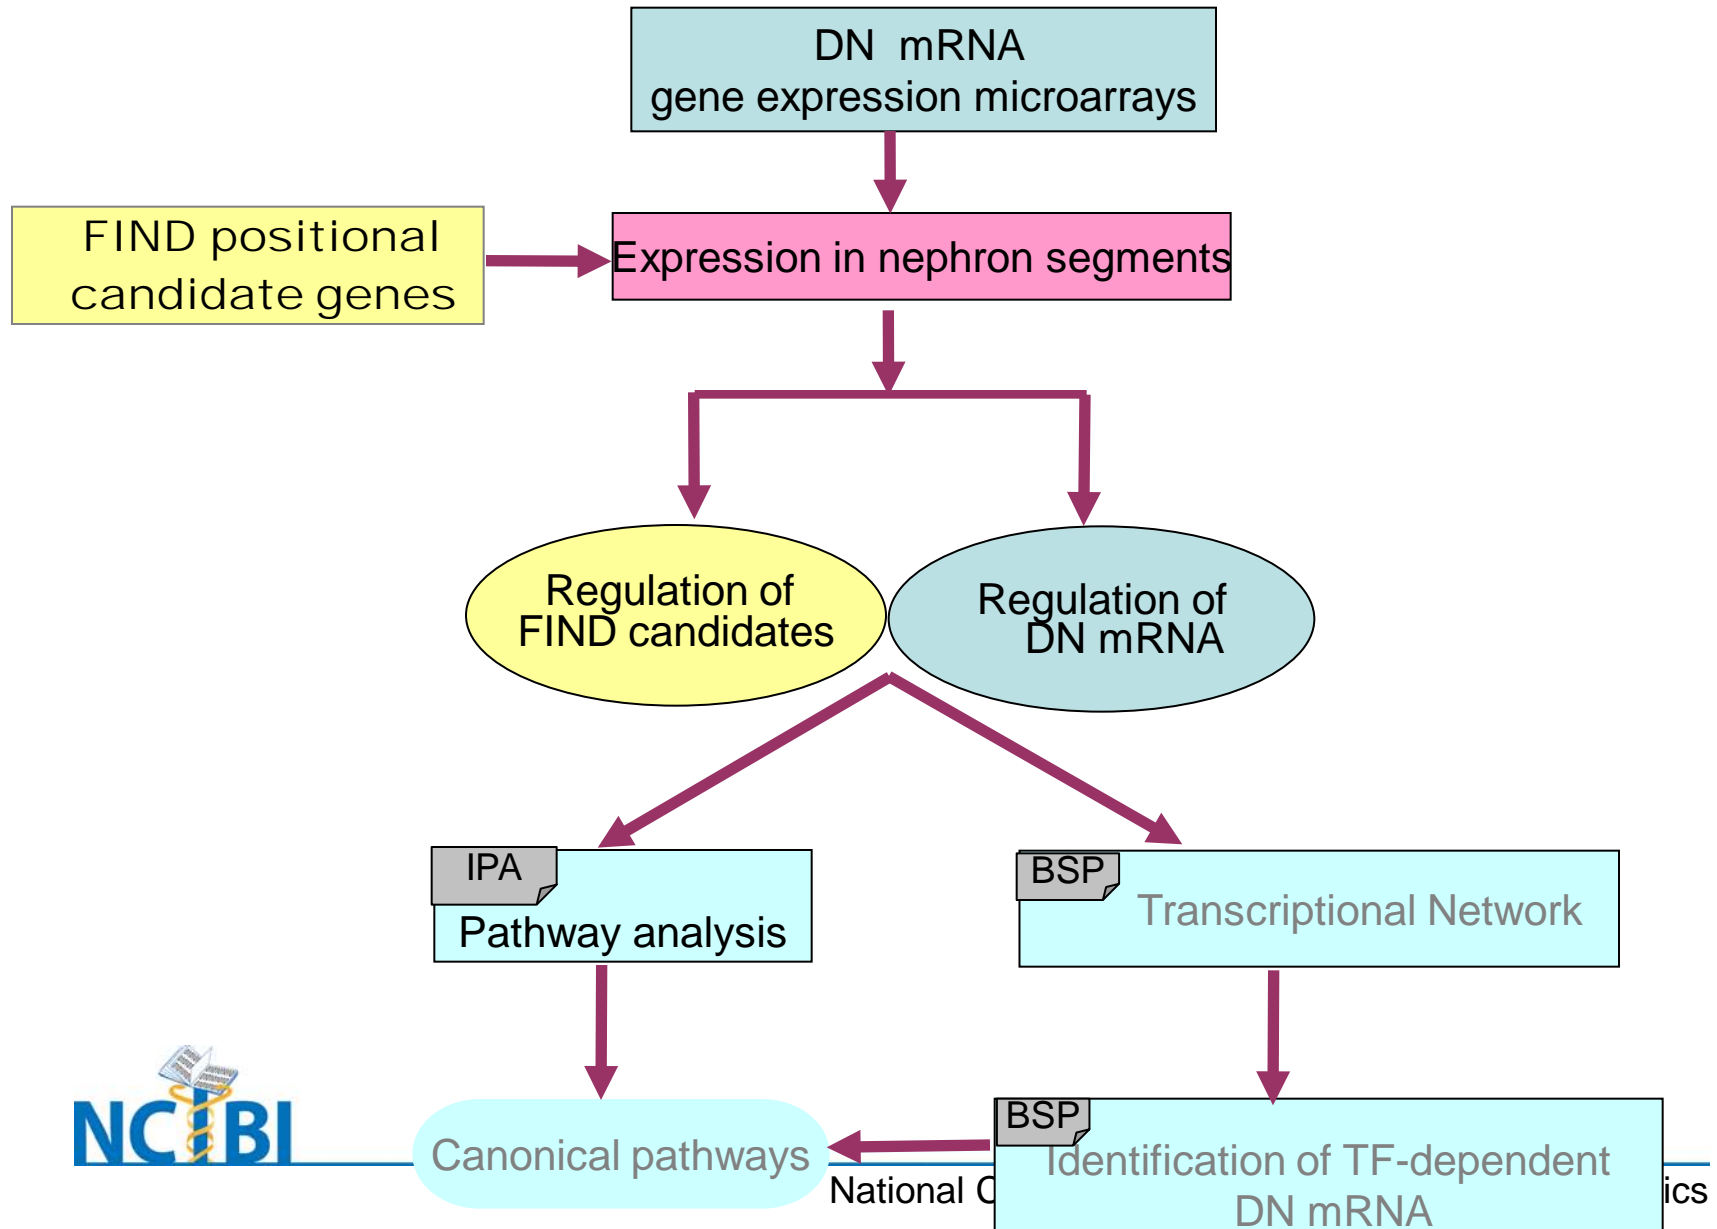 DN mRNA
gene expression microarrays
FIND positional
candidate genes
Expression in nephron segments
Regulation of
FIND candidates
Regulation of
DN mRNA
IPA
Pathway analysis
BSP
Transcriptional Network
NCIBI
Canonical pathways
BSP
Identification of TF-dependent
DN mRNA
National C
ics